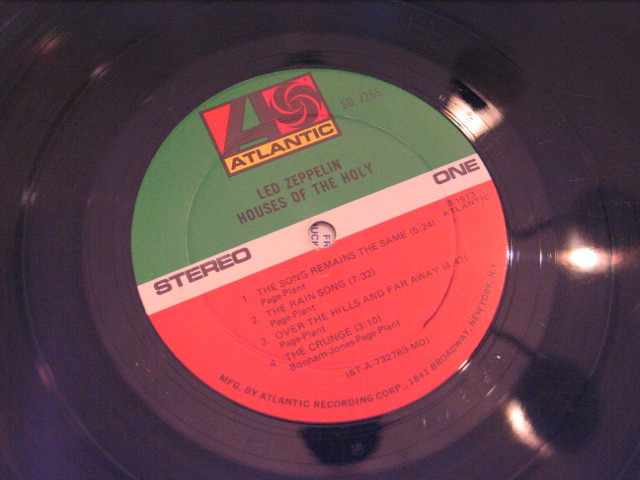 SD 7255
ATLANTIC
LED ZEPPELIN
HOUSES OF THE HOLY
STEREO
ONE
℗ 1973
ATLANTIC
1. THE SONG REMAINS THE SAME (5:24)
Page-Plant
2. THE RAIN SONG (7:32)
Page-Plant
3. OVER THE HILLS AND FAR AWAY (4:42)
Page-Plant
4. THE CRUNGE (3:10)
Bonham-Jones-Page-Plant
(ST-A-732783-MO)
MFG. BY ATLANTIC RECORDING CORP., 1841 BROADWAY, NEW YORK, N.Y.